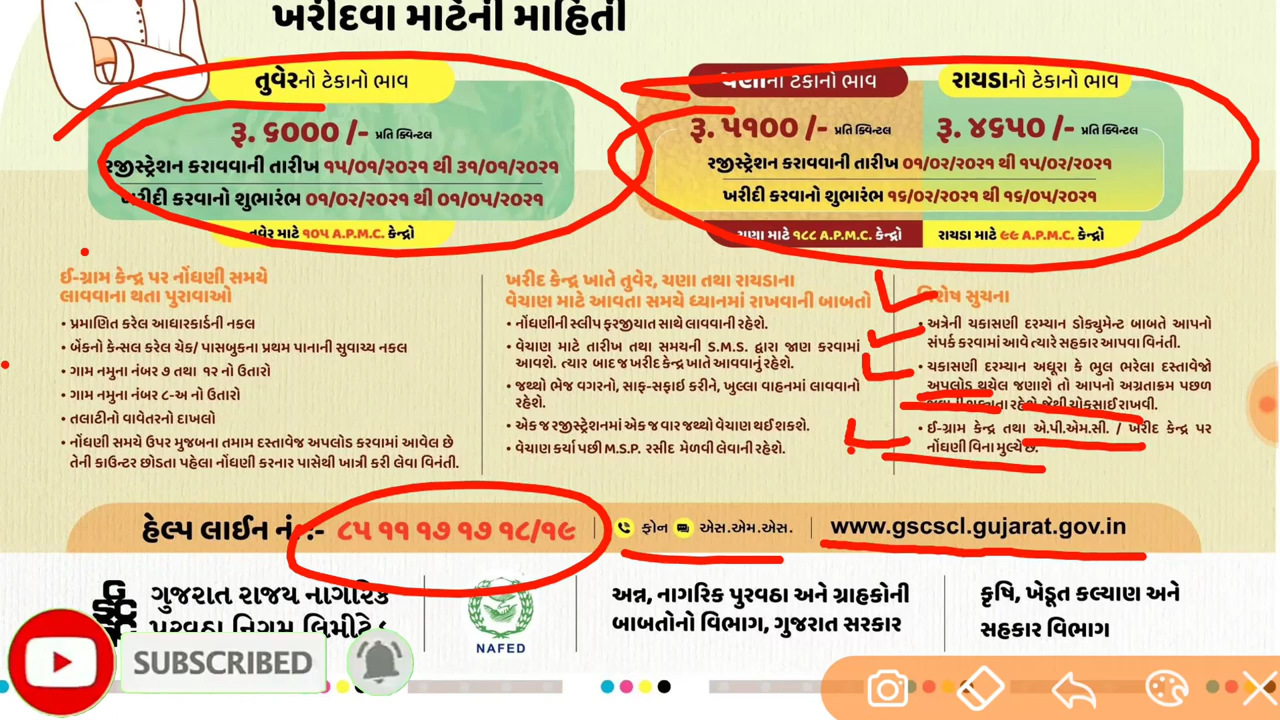 ખરીદવા માટેની માહિતી
તુવેરનો ટેકાનો ભાવ
રૂ. ૬૦૦૦ /- પ્રતિ ક્વિન્ટલ
રજીસ્ટ્રેશન કરાવવાની તારીખ ૧૫/૦૧/૨૦૨૧ થી ૩૧/૦૧/૨૦૨૧
ખરીદી કરવાનો શુભારંભ ૦૧/૦૨/૨૦૨૧ થી ૦૧/૦૫/૨૦૨૧
તુવેર માટે ૧૦૫ A.P.M.C. કેન્દ્રો
ચણાનો ટેકાનો ભાવ
રૂ. ૫૧૦૦ /- પ્રતિ ક્વિન્ટલ
રાયડાનો ટેકાનો ભાવ
રૂ. ૪૬૫૦ /- પ્રતિ ક્વિન્ટલ
રજીસ્ટ્રેશન કરાવવાની તારીખ ૦૧/૦૨/૨૦૨૧ થી ૧૫/૦૨/૨૦૨૧
ખરીદી કરવાનો શુભારંભ ૧૬/૦૨/૨૦૨૧ થી ૧૬/૦૫/૨૦૨૧
ચણા માટે ૧૮૮ A.P.M.C. કેન્દ્રો
રાયડા માટે ૯૯ A.P.M.C. કેન્દ્રો
ઈ-ગ્રામ કેન્દ્ર પર નોંધણી સમયે
લાવવાના થતા પુરાવાઓ
• પ્રમાણિત કરેલ આધારકાર્ડની નકલ
• બેંકનો કેન્સલ કરેલ ચેક/ પાસબુકના પ્રથમ પાનાની સુવાચ્ય નકલ
• ગામ નમુના નંબર ૭ તથા ૧૨ નો ઉતારો
• ગામ નમુના નંબર ૮-અ નો ઉતારો
• તલાટીનો વાવેતરનો દાખલો
• નોંધણી સમયે ઉપર મુજબના તમામ દસ્તાવેજ અપલોડ કરવામાં આવેલ છે
તેની કાઉન્ટર છોડતા પહેલા નોંધણી કરનાર પાસેથી ખાત્રી કરી લેવા વિનંતી.
ખરીદ કેન્દ્ર ખાતે તુવેર, ચણા તથા રાયડાના
વેચાણ માટે આવતા સમયે ધ્યાનમાં રાખવાની બાબતો
• નોંધણીની સ્લીપ ફરજીયાત સાથે લાવવાની રહેશે.
• વેચાણ માટે તારીખ તથા સમયની S.M.S. દ્વારા જાણ કરવામાં
આવશે. ત્યાર બાદ જ ખરીદ કેન્દ્ર ખાતે આવવાનું રહેશે.
• જથ્થો ભેજ વગરનો, સાફ-સફાઇ કરીને, ખુલ્લા વાહનમાં લાવવાનો
રહેશે.
• એક જ રજીસ્ટ્રેશનમાં એક જ વાર જથ્થો વેચાણ થઈ શકશે.
• વેચાણ કર્યા પછી M.S.P. રસીદ મેળવી લેવાની રહેશે.
વિશેષ સુચના
• અત્રેની ચકાસણી દરમ્યાન ડોક્યુમેન્ટ બાબતે આપનો
સંપર્ક કરવામાં આવે ત્યારે સહકાર આપવા વિનંતી.
• ચકાસણી દરમ્યાન અધૂરા કે ભુલ ભરેલા દસ્તાવેજો
અપલોડ થયેલ જણાશે તો આપનો અગ્રતાક્રમ પછળ
રહેશે જેથી ચોકસાઈ રાખવી.
• ઈ-ગ્રામ કેન્દ્ર તથા એ.પી.એમ.સી. / ખરીદ કેન્દ્ર પર
નોંધણી વિના મુલ્યે છે.
હેલ્પ લાઈન નં.:- ૮૫ ૧૧ ૧૭ ૧૭ ૧૮/૧૯
ફોન એસ.એમ.એસ.
www.gscscl.gujarat.gov.in
ગુજરાત રાજ્ય નાગરિક
પુરવઠા નિગમ લિમીટેડ
NAFED
અન્ન, નાગરિક પુરવઠા અને ગ્રાહકોની
બાબતોનો વિભાગ, ગુજરાત સરકાર
કૃષિ, ખેડૂત કલ્યાણ અને
સહકાર વિભાગ
SUBSCRIBED